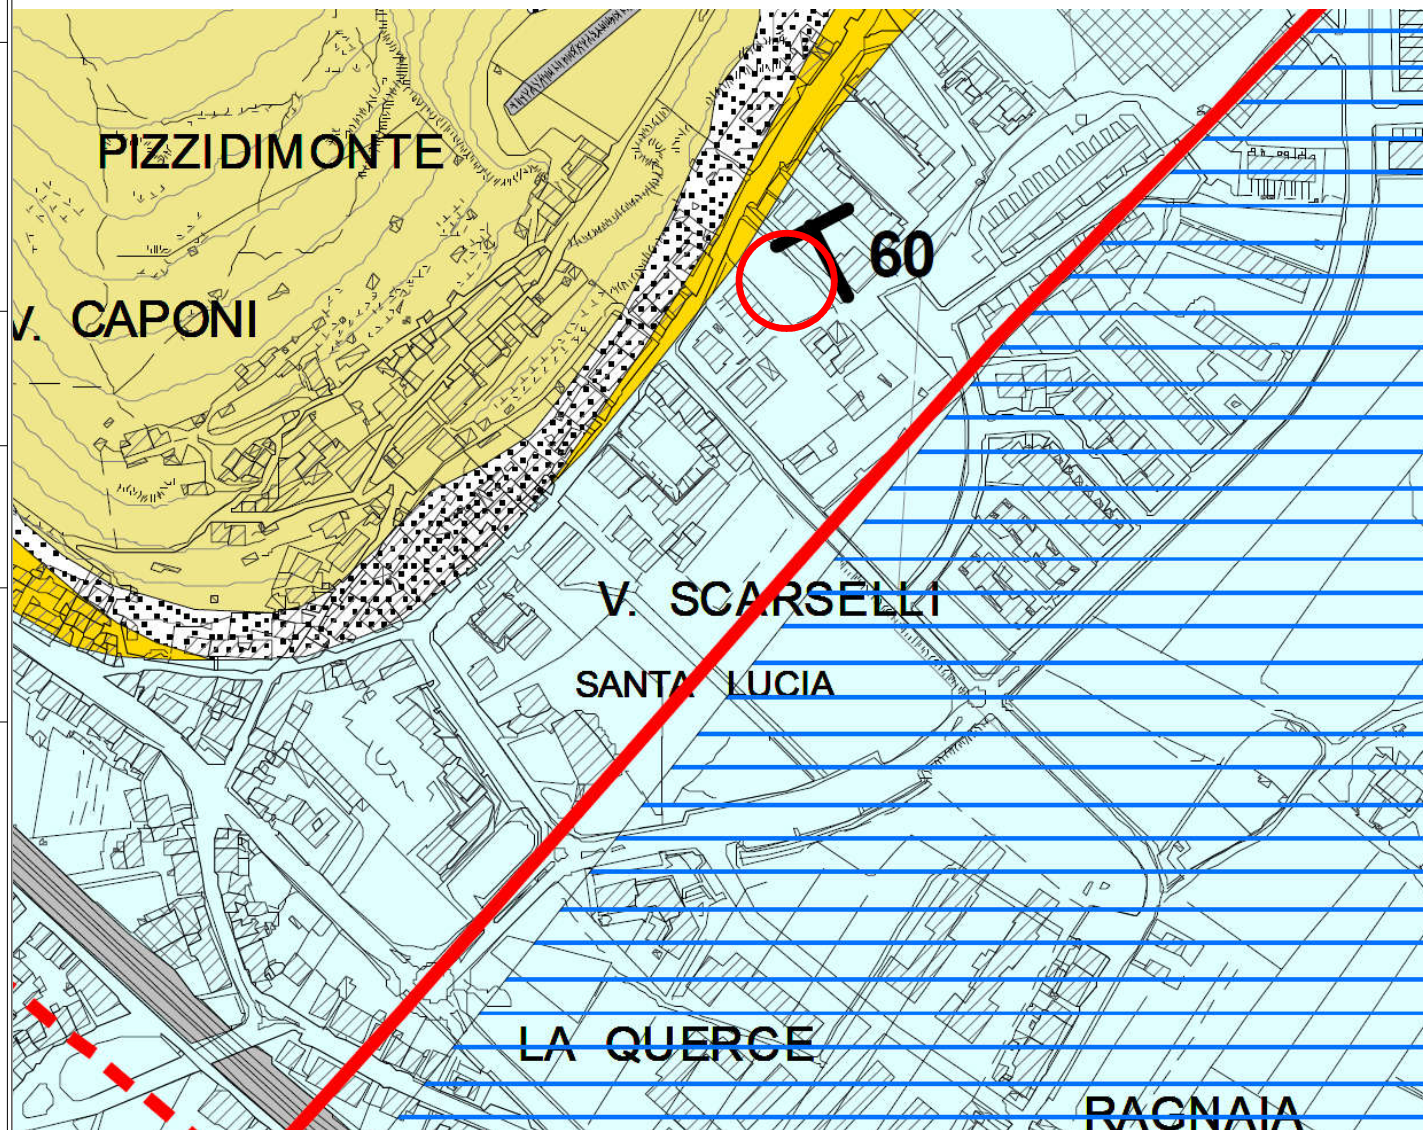 PIZZIDIMONTE
60
V. CAPONI
V. SCARSELLI
SANTA LUCIA
LA QUERCE
RAGNAIA